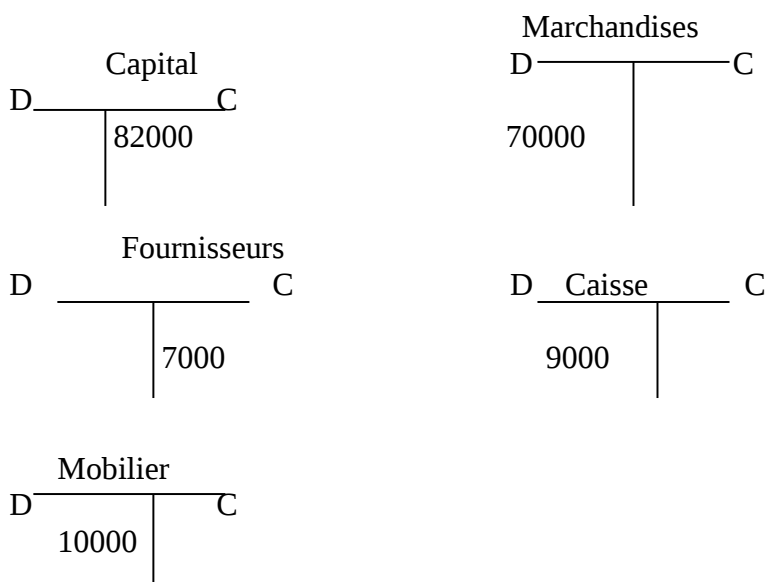 Capital
D C
82000
Marchandises
D C
70000
Fournisseurs
D C
7000
D Caisse C
9000
Mobilier
D C
10000